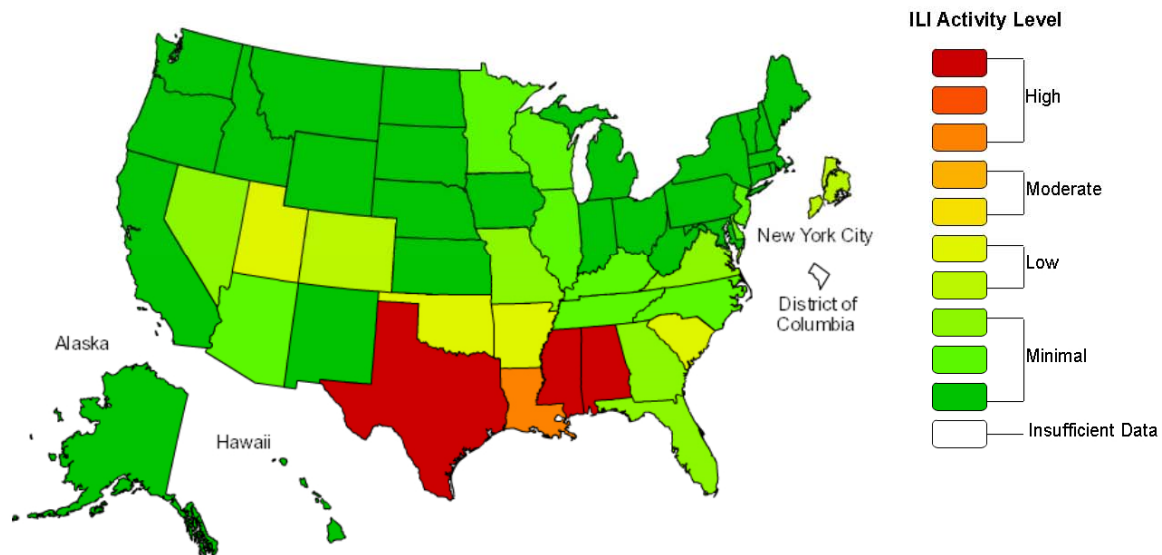 ILI Activity Level
High
Moderate
New York City
Low
District of
Columbia
Alaska
Minimal
Hawaii
Insufficient Data